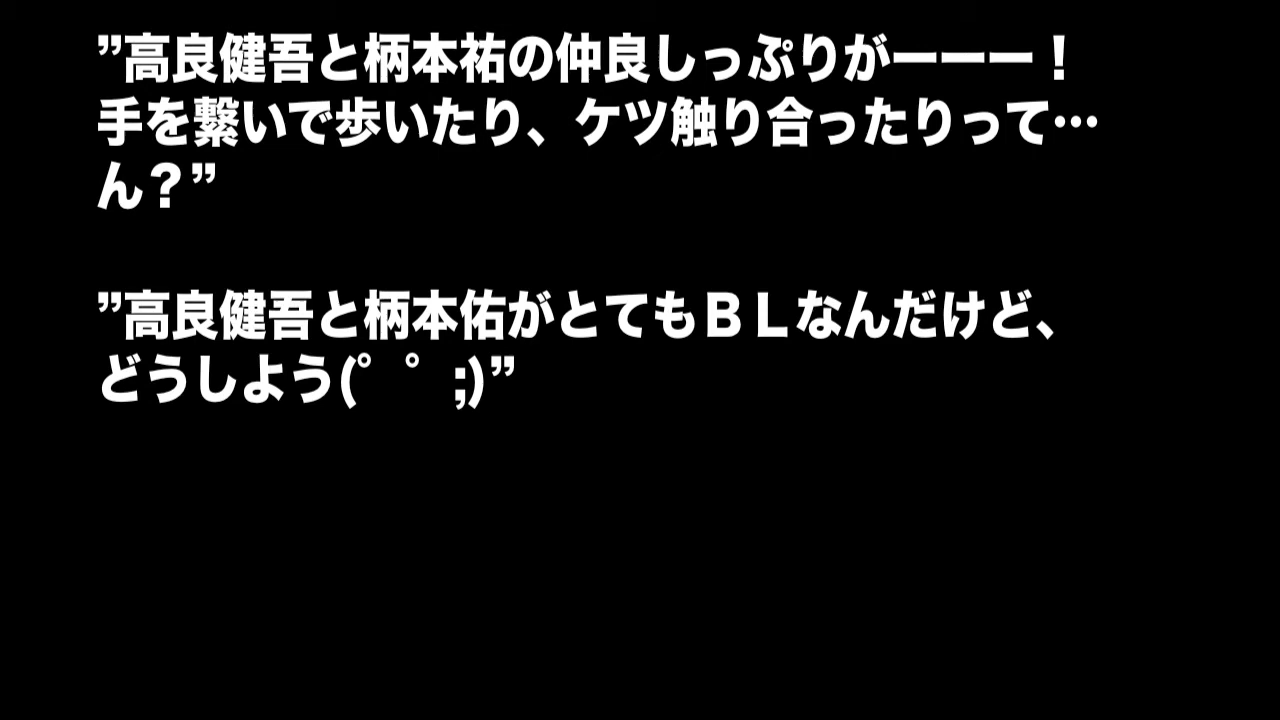 ”高良健吾と柄本祐の仲良しっぷりがーーー！
手を繋いで歩いたり、ケツ触り合ったりって…
ん？”
”高良健吾と柄本佑がとてもＢＬなんだけど、
どうしよう(゜゜;)”